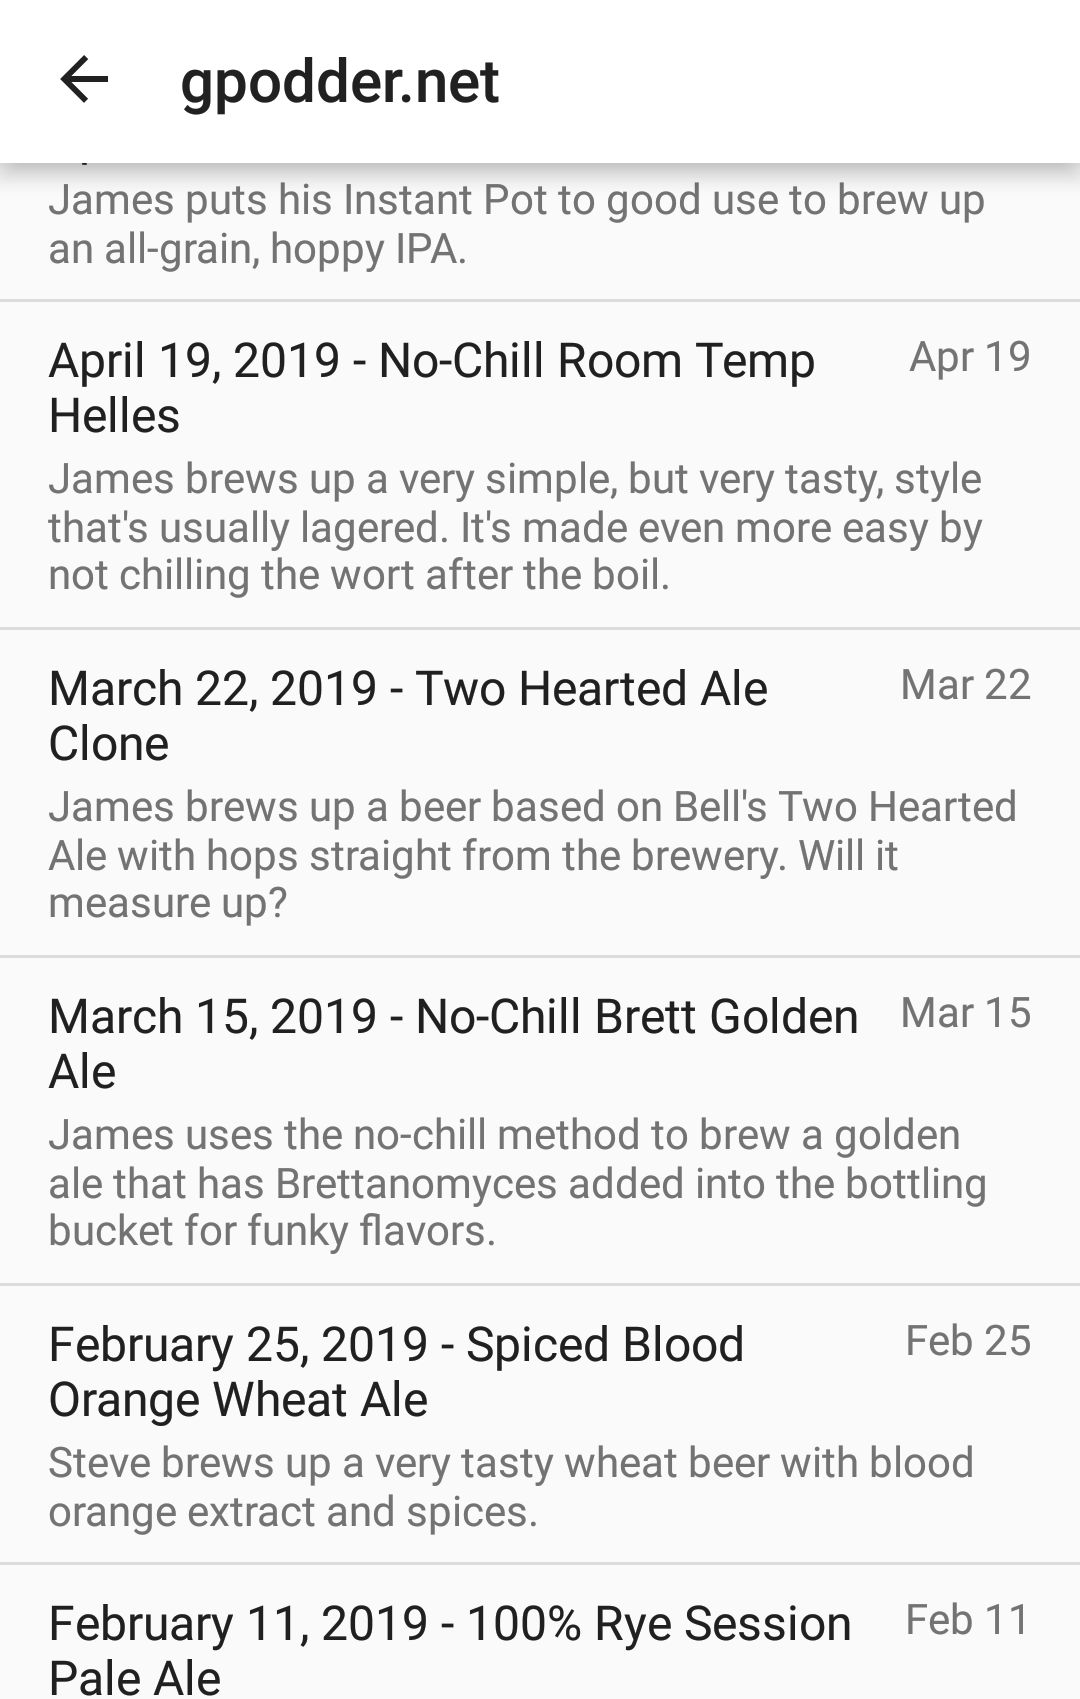 gpodder.net
James puts his Instant Pot to good use to brew up
an all-grain, hoppy IPA.
April 19, 2019 - No-Chill Room Temp
Helles
Apr 19
James brews up a very simple, but very tasty, style
that's usually lagered. It's made even more easy by
not chilling the wort after the boil.
March 22, 2019 - Two Hearted Ale
Clone
Mar 22
James brews up a beer based on Bell's Two Hearted
Ale with hops straight from the brewery. Will it
measure up?
March 15, 2019 - No-Chill Brett Golden
Ale
Mar 15
James uses the no-chill method to brew a golden
ale that has Brettanomyces added into the bottling
bucket for funky flavors.
February 25, 2019 - Spiced Blood
Orange Wheat Ale
Feb 25
Steve brews up a very tasty wheat beer with blood
orange extract and spices.
February 11, 2019 - 100% Rye Session
Pale Ale
Feb 11